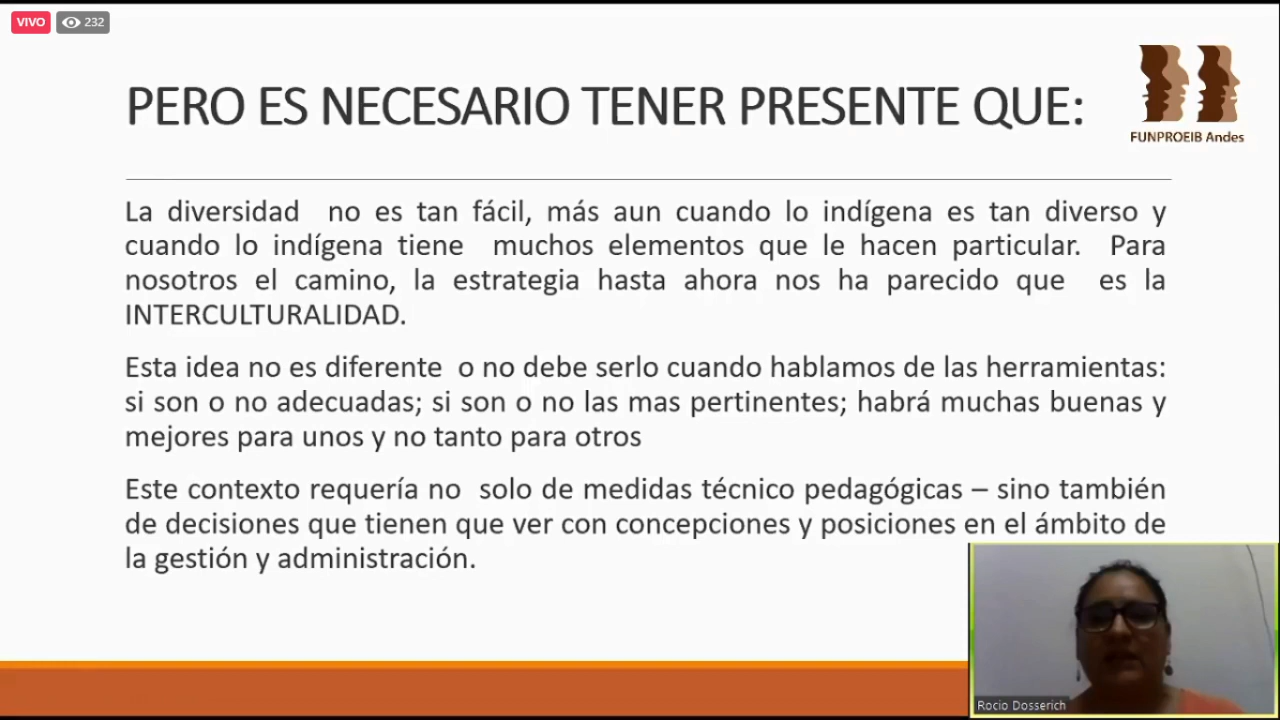 VIVO 232
PERO ES NECESARIO TENER PRESENTE QUE:
FUNPROEIB Andes
La diversidad no es tan fácil, más aun cuando lo indígena es tan diverso y
cuando lo indígena tiene muchos elementos que le hacen particular. Para
nosotros el camino, la estrategia hasta ahora nos ha parecido que es la
INTERCULTURALIDAD.
Esta idea no es diferente o no debe serlo cuando hablamos de las herramientas:
si son o no adecuadas; si son o no las mas pertinentes; habrá muchas buenas y
mejores para unos y no tanto para otros
Este contexto requería no solo de medidas técnico pedagógicas – sino también
de decisiones que tienen que ver con concepciones y posiciones en el ámbito de
la gestión y administración.
Rocio Dosserich